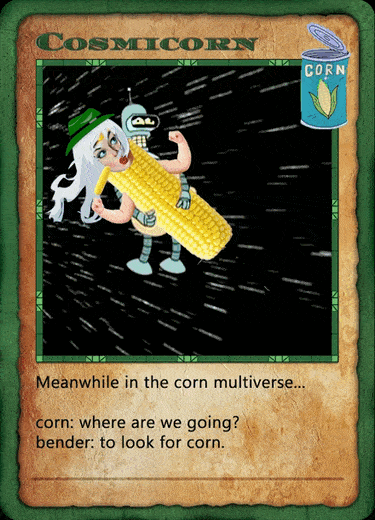 Cosmicorn
CORN
Meanwhile in the corn multiverse...
corn: where are we going?
bender: to look for corn.